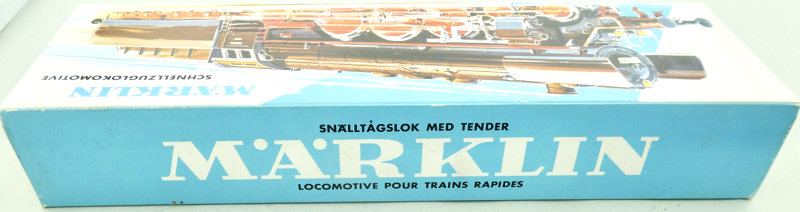 MÄRKLIN
SCHNELLZUGLOKOMOTIVE
SNÄLLTÅGSLOK MED TENDER
MÄRKLIN
LOCOMOTIVE POUR TRAINS RAPIDES